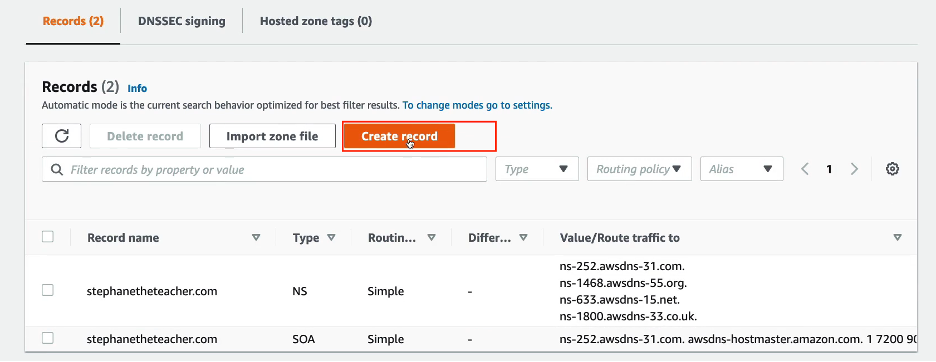 Records (2) DNSSEC signing Hosted zone tags (0)
Records (2) Info
Automatic mode is the current search behavior optimized for best filter results. To change modes go to settings.
Delete record Import zone file Create record
Filter records by property or value Type Routing policy Alias 1
Record name Type Routin... Differ... Value/Route traffic to
ns-252.awsdns-31.com.
ns-1468.awsdns-55.org.
stephanetheteacher.com NS Simple -
ns-633.awsdns-15.net.
ns-1800.awsdns-33.co.uk.
stephanetheteacher.com SOA Simple - ns-252.awsdns-31.com. awsdns-hostmaster.amazon.com. 1 7200 90